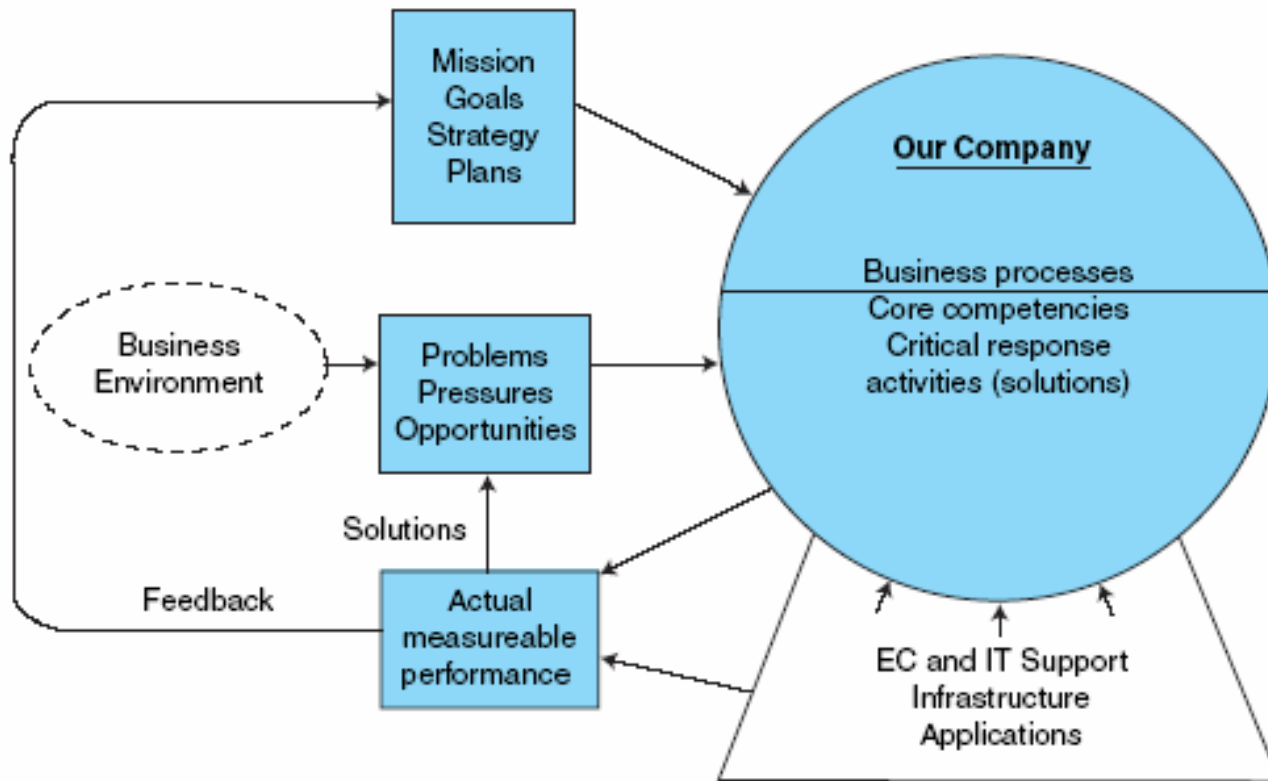 Mission
Goals
Strategy
Plans
Our Company
Business processes
Core competencies
Critical response
activities (solutions)
Business
Environment
Problems
Pressures
Opportunities
Solutions
Feedback
Actual
measureable
performance
EC and IT Support
Infrastructure
Applications